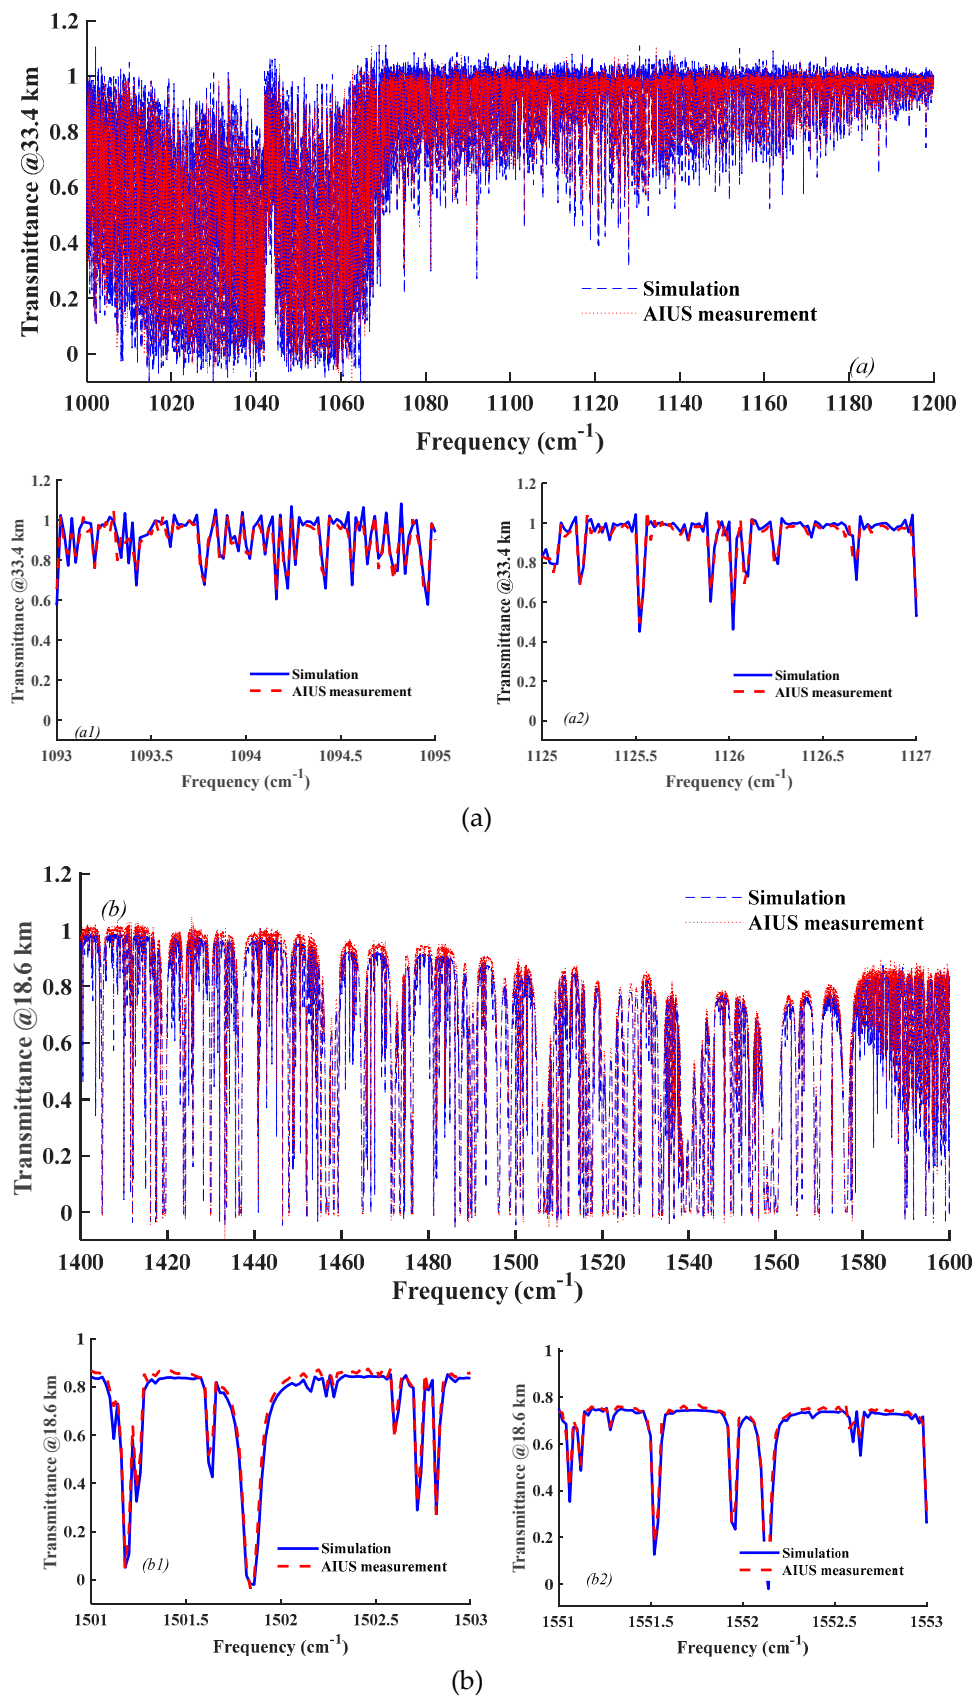 1.2
1
0.8
0.6
0.4
0.2
0
Transmittance @33.4 km
Simulation
AIUS measurement
(a)
1000 1020 1040 1060 1080 1100 1120 1140 1160 1180 1200
Frequency (cm-1)
1.2
1
0.8
0.6
0.4
0.2
0
Transmittance @33.4 km
Simulation
AIUS measurement
(a1)
1093 1093.5 1094 1094.5 1095
Frequency (cm-1)
1.2
1
0.8
0.6
0.4
0.2
0
Transmittance @33.4 km
Simulation
AIUS measurement
(a2)
1125 1125.5 1126 1126.5 1127
Frequency (cm-1)
(a)
1.2
1
0.8
0.6
0.4
0.2
0
Transmittance @18.6 km
(b)
Simulation
AIUS measurement
1400 1420 1440 1460 1480 1500 1520 1540 1560 1580 1600
Frequency (cm-1)
1
0.8
0.6
0.4
0.2
0
Transmittance @18.6 km
Simulation
AIUS measurement
(b1)
1501 1501.5 1502 1502.5 1503
Frequency (cm-1)
1
0.8
0.6
0.4
0.2
0
Transmittance @18.6 km
Simulation
AIUS measurement
(b2)
1551 1551.5 1552 1552.5 1553
Frequency (cm-1)
(b)